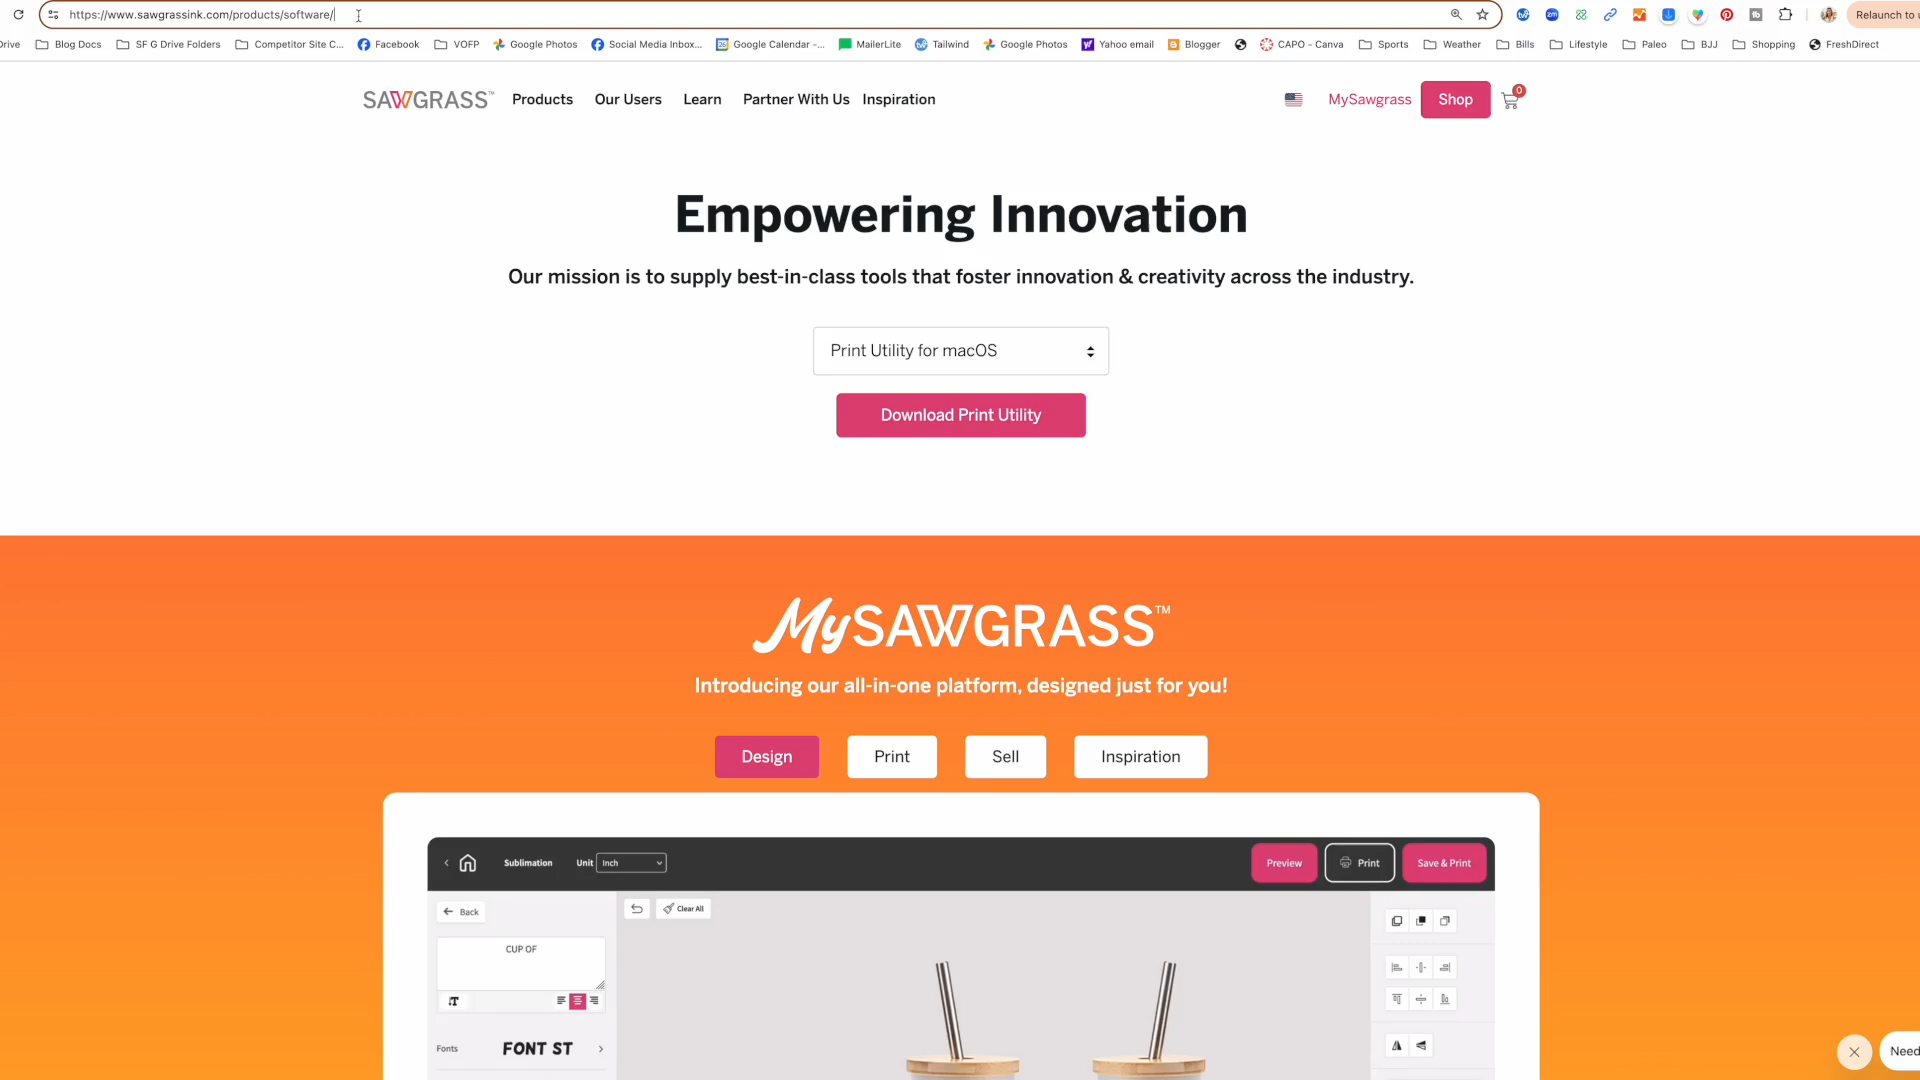 https://www.sawgrassink.com/products/software/
Relaunch to u
Drive
Blog Docs
SF G Drive Folders
Competitor Site C...
Facebook
VOFP
Google Photos
Social Media Inbox...
Google Calendar -...
MailerLite
Tailwind
Google Photos
Yahoo email
Blogger
CAPO - Canva
Sports
Weather
Bills
Lifestyle
Paleo
BJJ
Shopping
FreshDirect
SAWGRASS™
Products
Our Users
Learn
Partner With Us
Inspiration
MySawgrass
Shop
0
Empowering Innovation
Our mission is to supply best-in-class tools that foster innovation & creativity across the industry.
Print Utility for macOS
Download Print Utility
MySAWGRASS™
Introducing our all-in-one platform, designed just for you!
Design
Print
Sell
Inspiration
Sublimation
Unit
Inch
Preview
Print
Save & Print
Back
Clear All
CUP OF
Fonts
FONT ST
Need